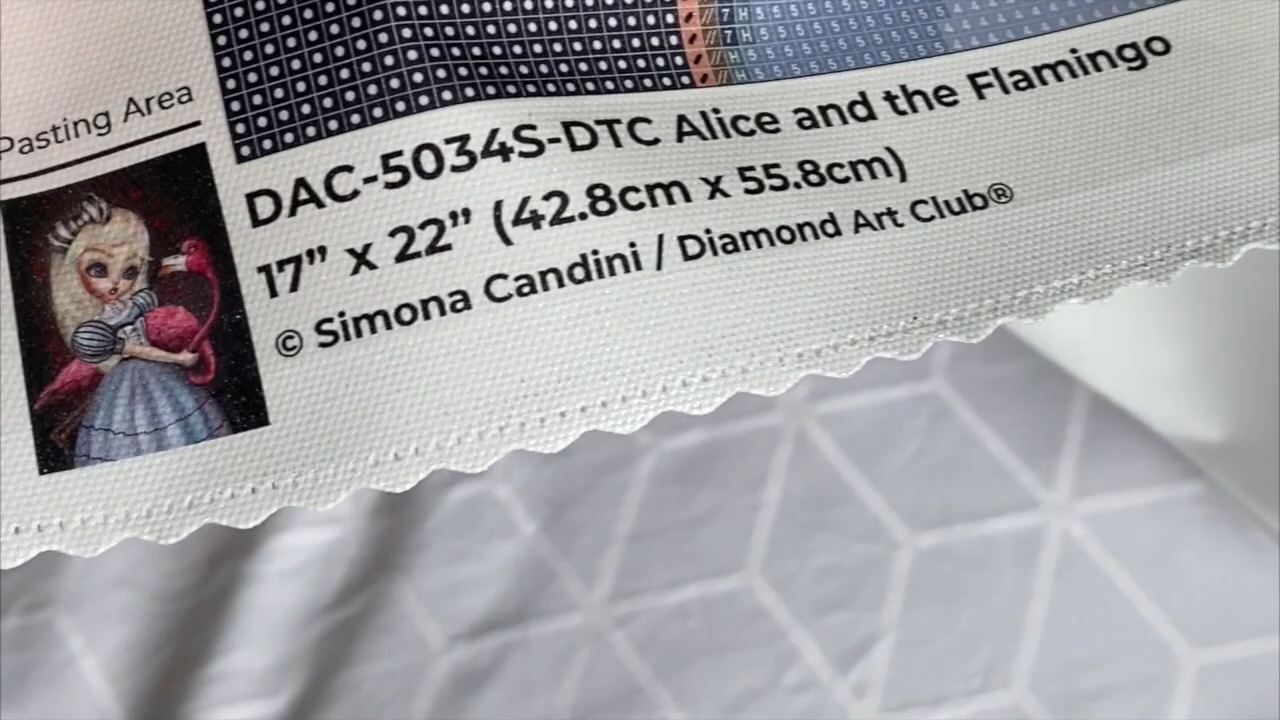 Pasting Area
DAC-5034S-DTC Alice and the Flamingo
17” x 22” (42.8cm x 55.8cm)
© Simona Candini / Diamond Art Club®